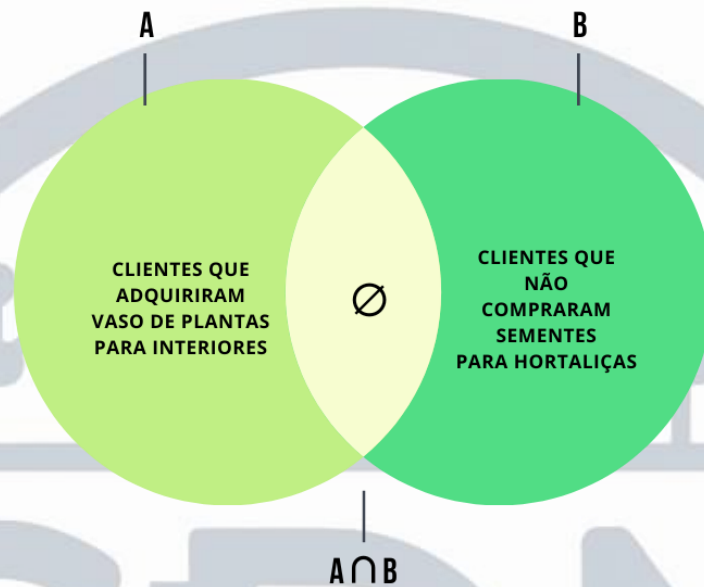 A
B
CLIENTES QUE
ADQUIRIRAM
VASO DE PLANTAS
PARA INTERIORES
∅
CLIENTES QUE
NÃO
COMPRARAM
SEMENTES
PARA HORTALIÇAS
A∩B